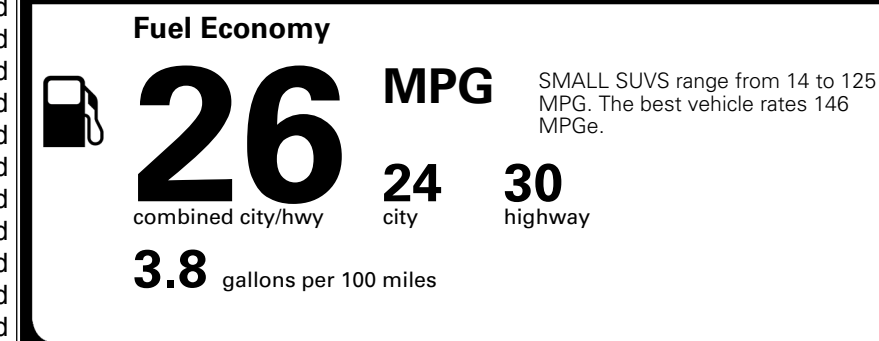 Fuel Economy
26
MPG
SMALL SUVS range from 14 to 125
MPG. The best vehicle rates 146
MPGe.
combined city/hwy
24
city
30
highway
3.8 gallons per 100 miles
d
d
d
d
d
d
d
d
d
d
d